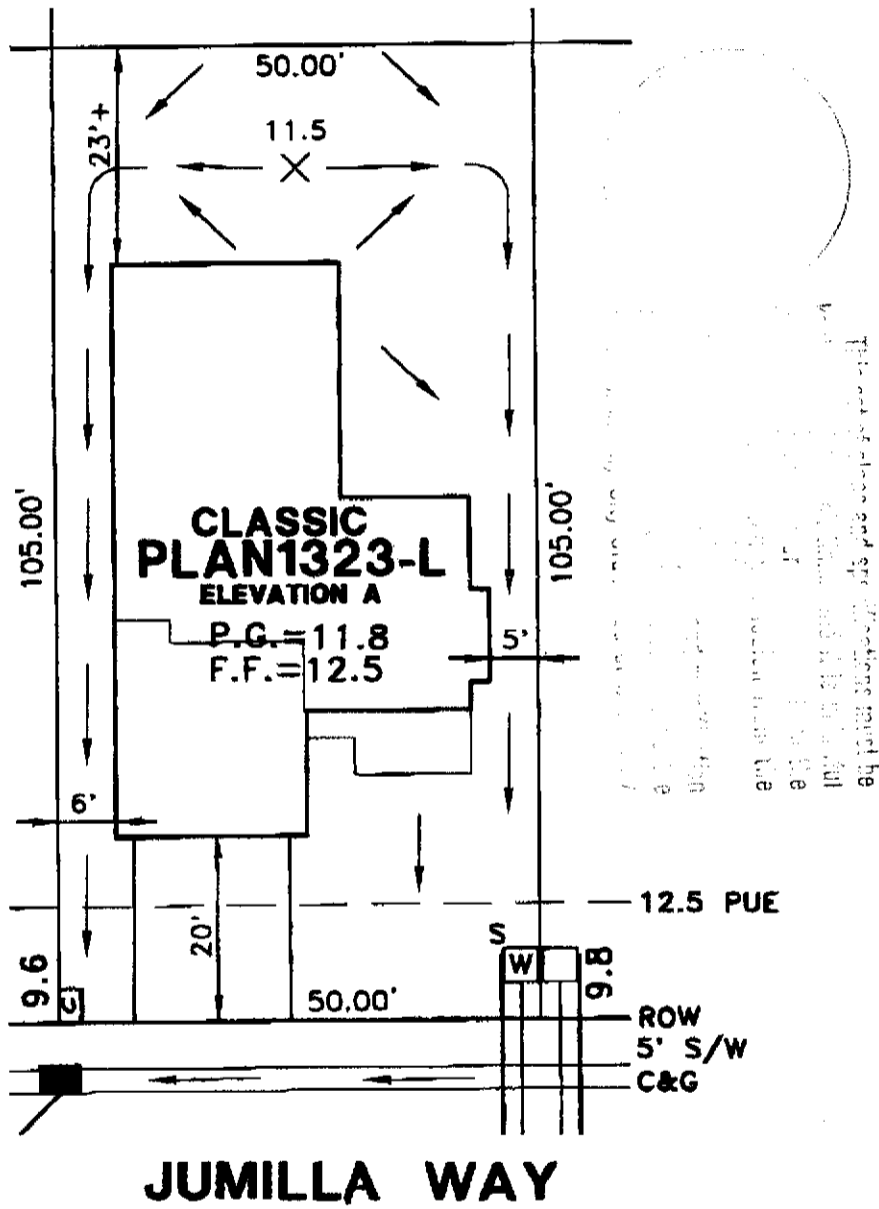 50.00'
23'+
11.5
105.00'
105.00'
CLASSIC
PLAN1323-L
ELEVATION A
P.G.=11.8
F.F.=12.5
5'
6'
12.5 PUE
20'
S
W
9.6
9.8
50.00'
ROW
5' S/W
C&G
JUMILLA WAY